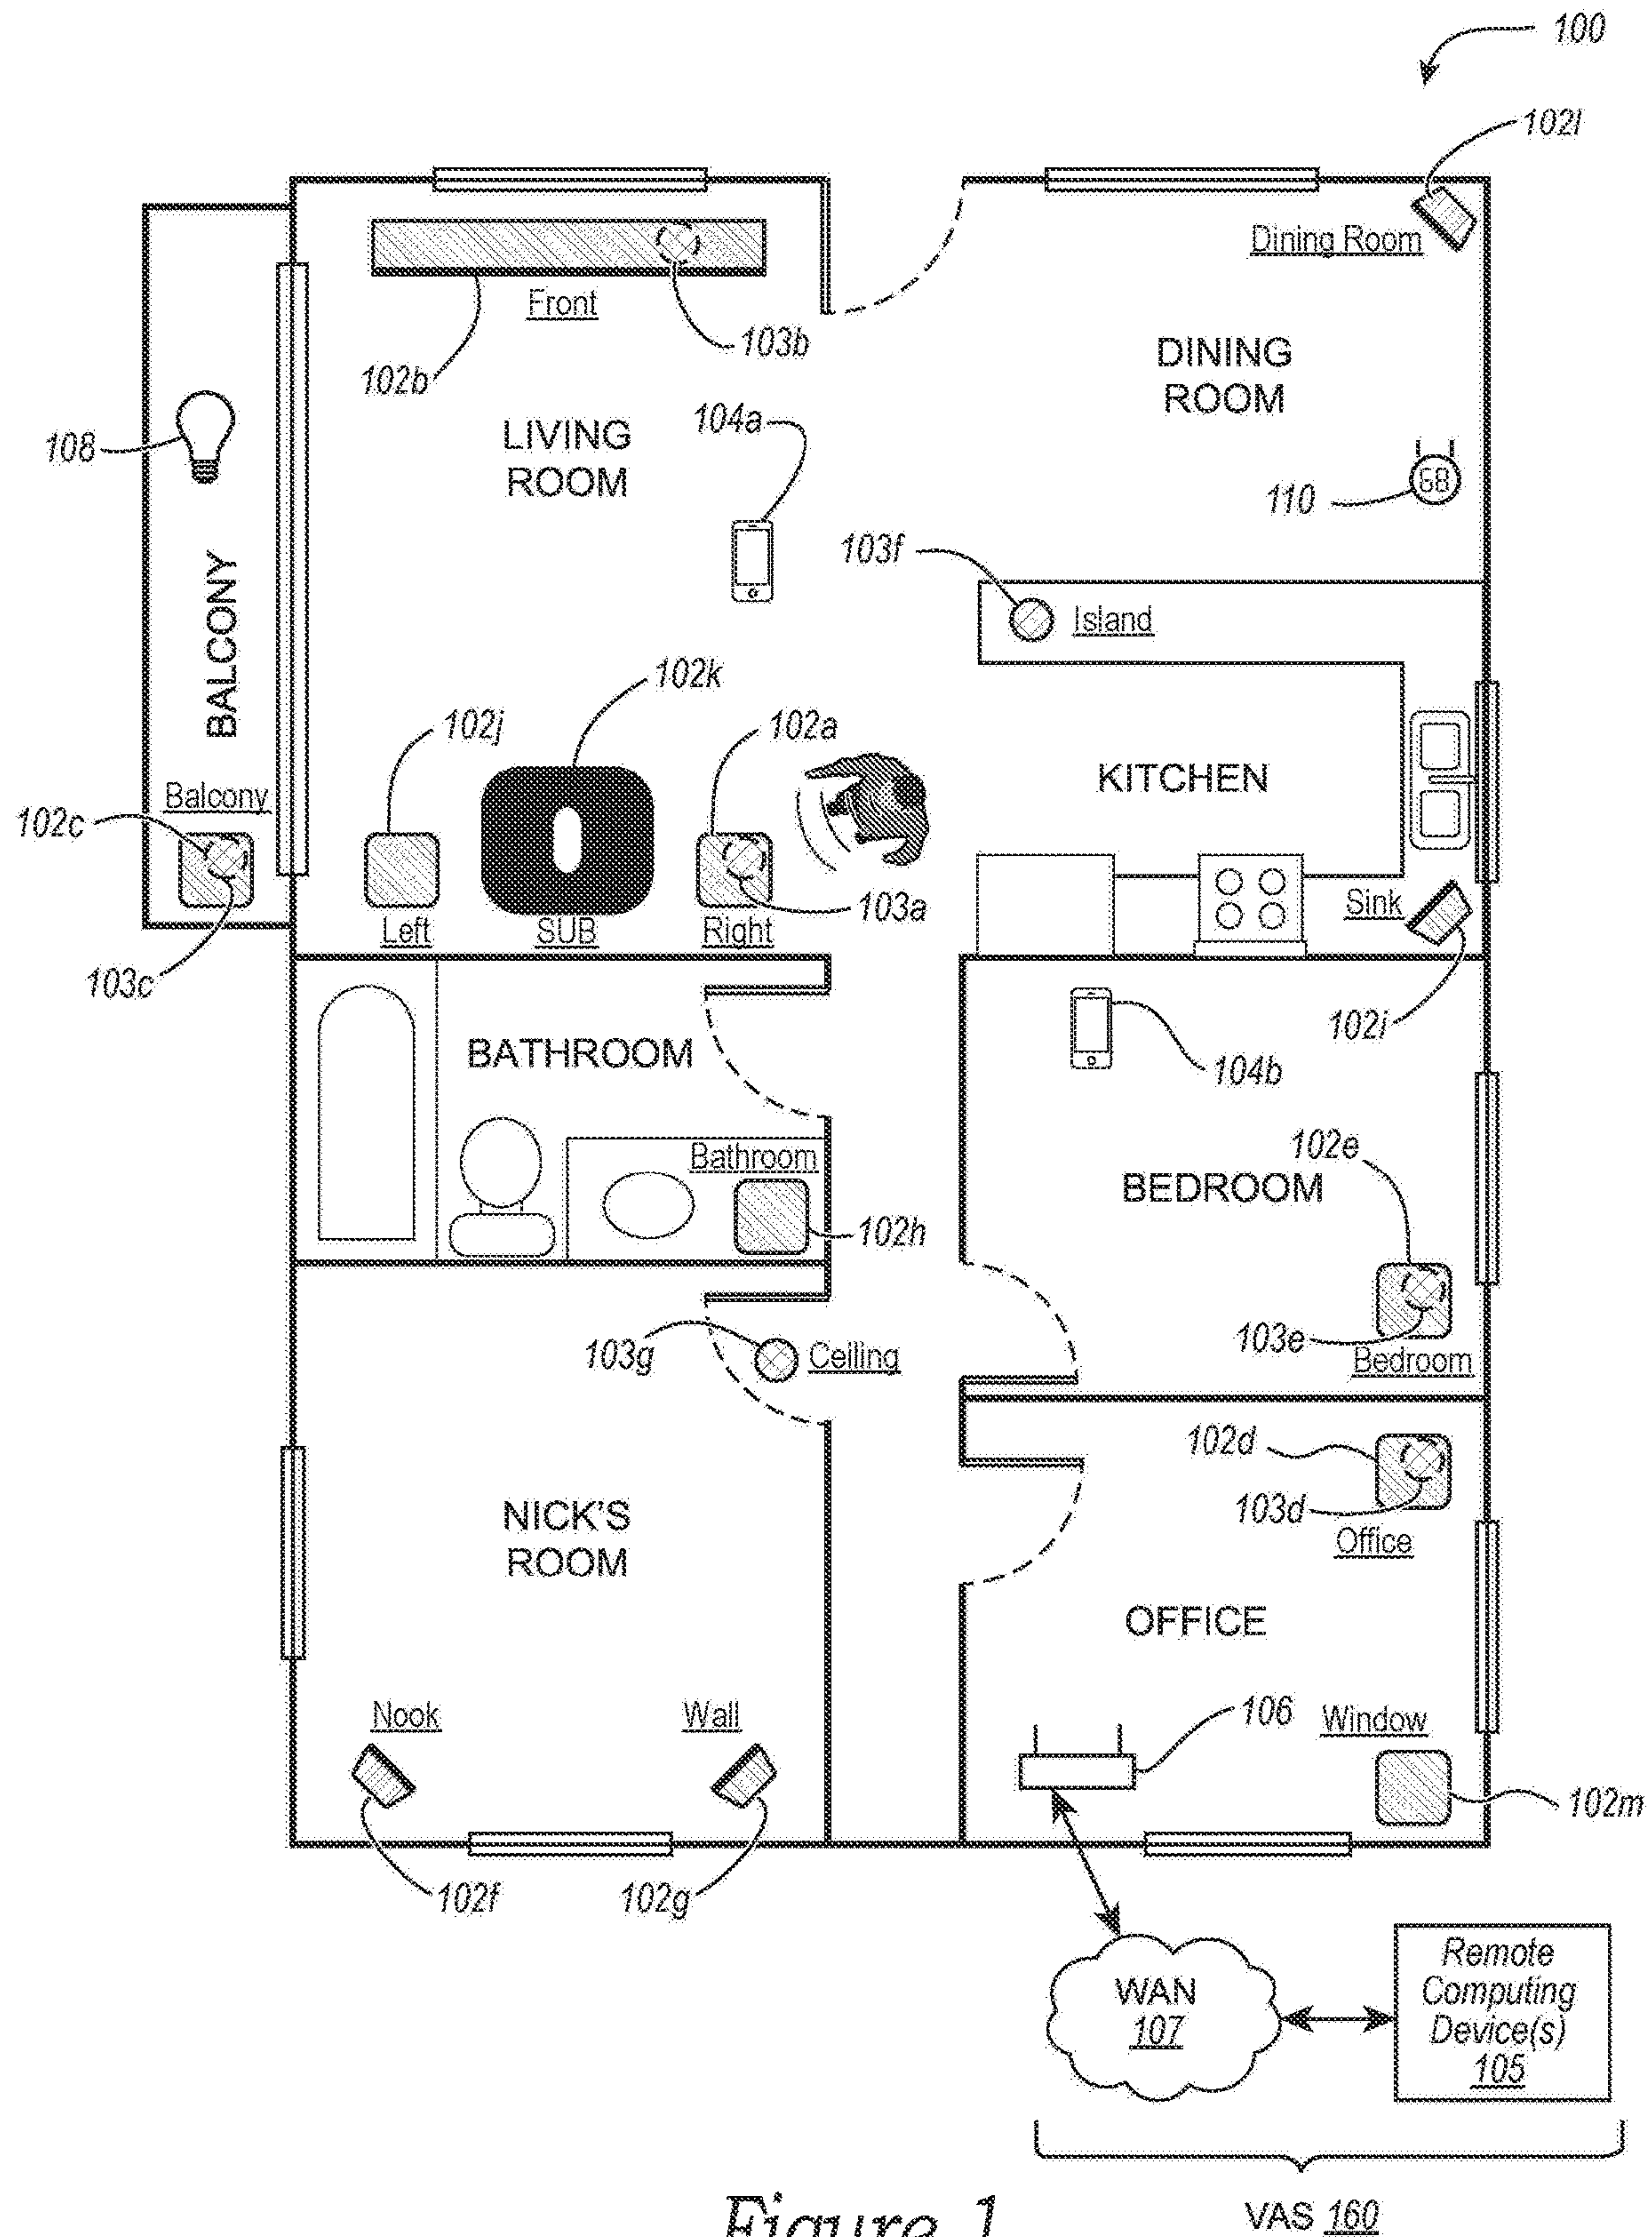 100
102l
Dining Room
Front
103b
102b
DINING
ROOM
104a
LIVING
ROOM
108
110
68
103f
Island
BALCONY
102k
102j
102a
KITCHEN
Balcony
102c
Sink
103a
Left
SUB
Right
103c
102i
BATHROOM
104b
Bathroom
102e
BEDROOM
102h
103g
Ceiling
103e
Bedroom
102d
103d
Office
NICK'S
ROOM
OFFICE
Nook
Wall
106
Window
102m
102f
102g
WAN
107
Remote
Computing
Device(s)
105
VAS 160
Figure 1